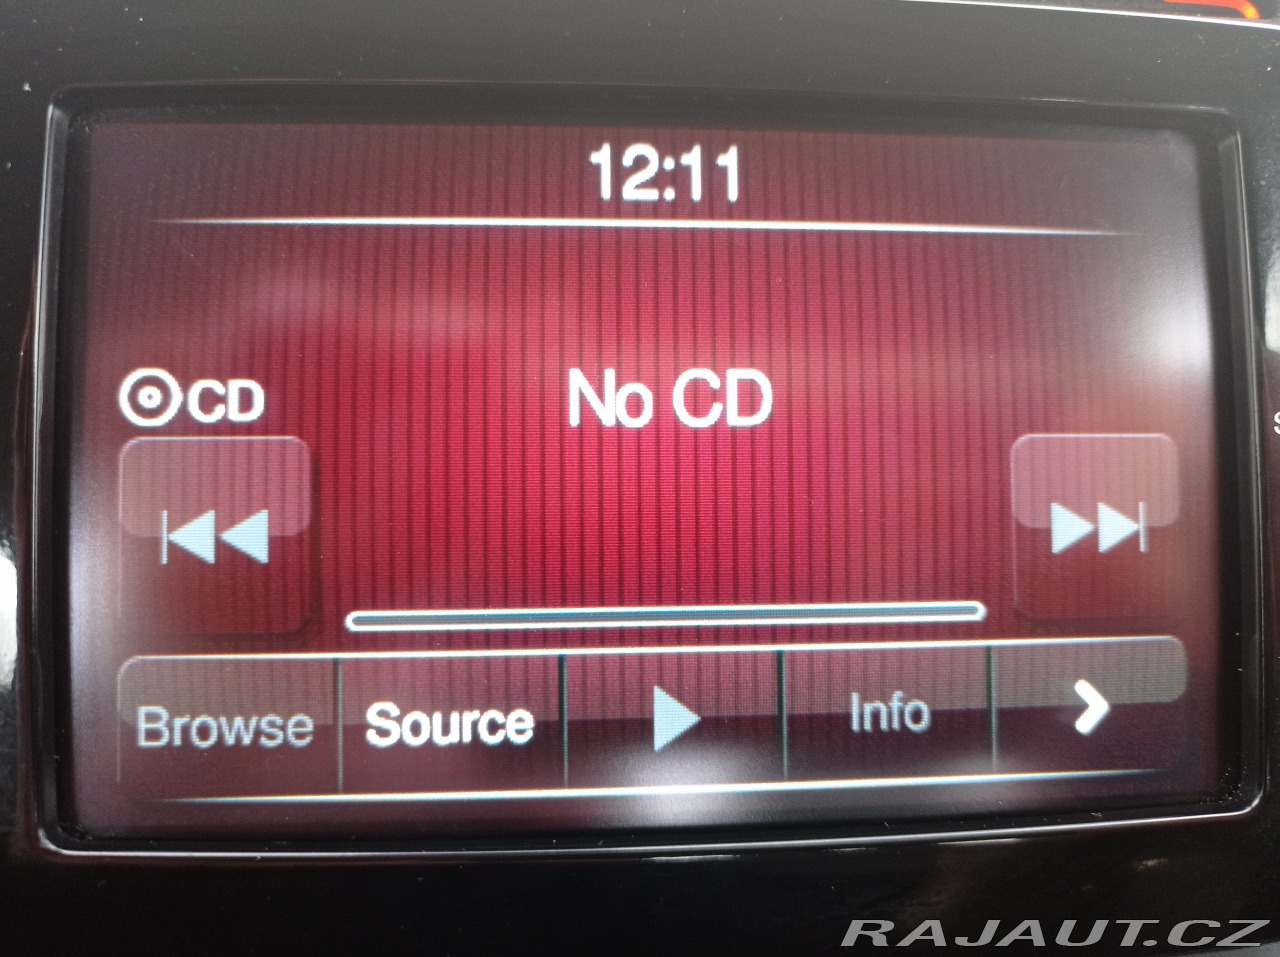 12:11
CD
No CD
Browse
Source
Info
RAJAUT.CZ